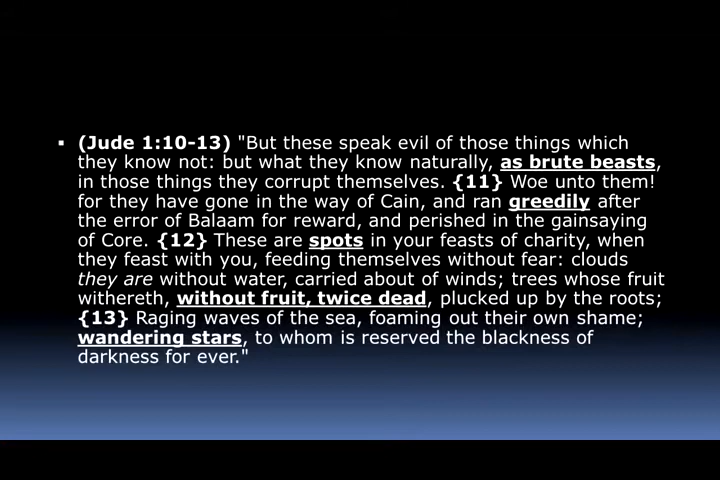 ▪ (Jude 1:10-13) "But these speak evil of those things which
they know not: but what they know naturally, as brute beasts,
in those things they corrupt themselves. {11} Woe unto them!
for they have gone in the way of Cain, and ran greedily after
the error of Balaam for reward, and perished in the gainsaying
of Core. {12} These are spots in your feasts of charity, when
they feast with you, feeding themselves without fear: clouds
they are without water, carried about of winds; trees whose fruit
withereth, without fruit, twice dead, plucked up by the roots;
{13} Raging waves of the sea, foaming out their own shame;
wandering stars, to whom is reserved the blackness of
darkness for ever."